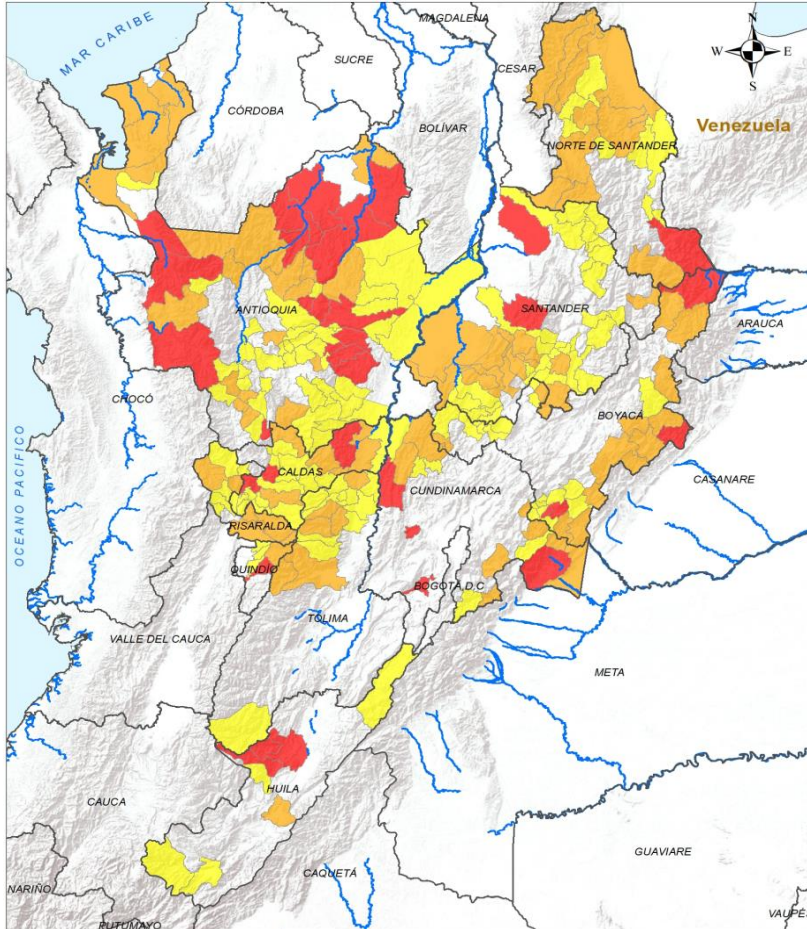 MAGDALENA
N
W E
S
MAR CARIBE
SUCRE
CESAR
CÓRDOBA
BOLÍVAR
Venezuela
NORTE DE SANTANDER
ANTIOQUIA
SANTANDER
ARAUCA
CHOCÓ
BOYACÁ
OCEANO PACIFICO
CALDAS
CUNDINAMARCA
CASANARE
RISARALDA
QUINDÍO
BOGOTÁ D.C
TOLIMA
VALLE DEL CAUCA
META
HUILA
CAUCA
GUAVIARE
CAQUETÁ
NARIÑO
PUTUMAYO
VAUPÉS